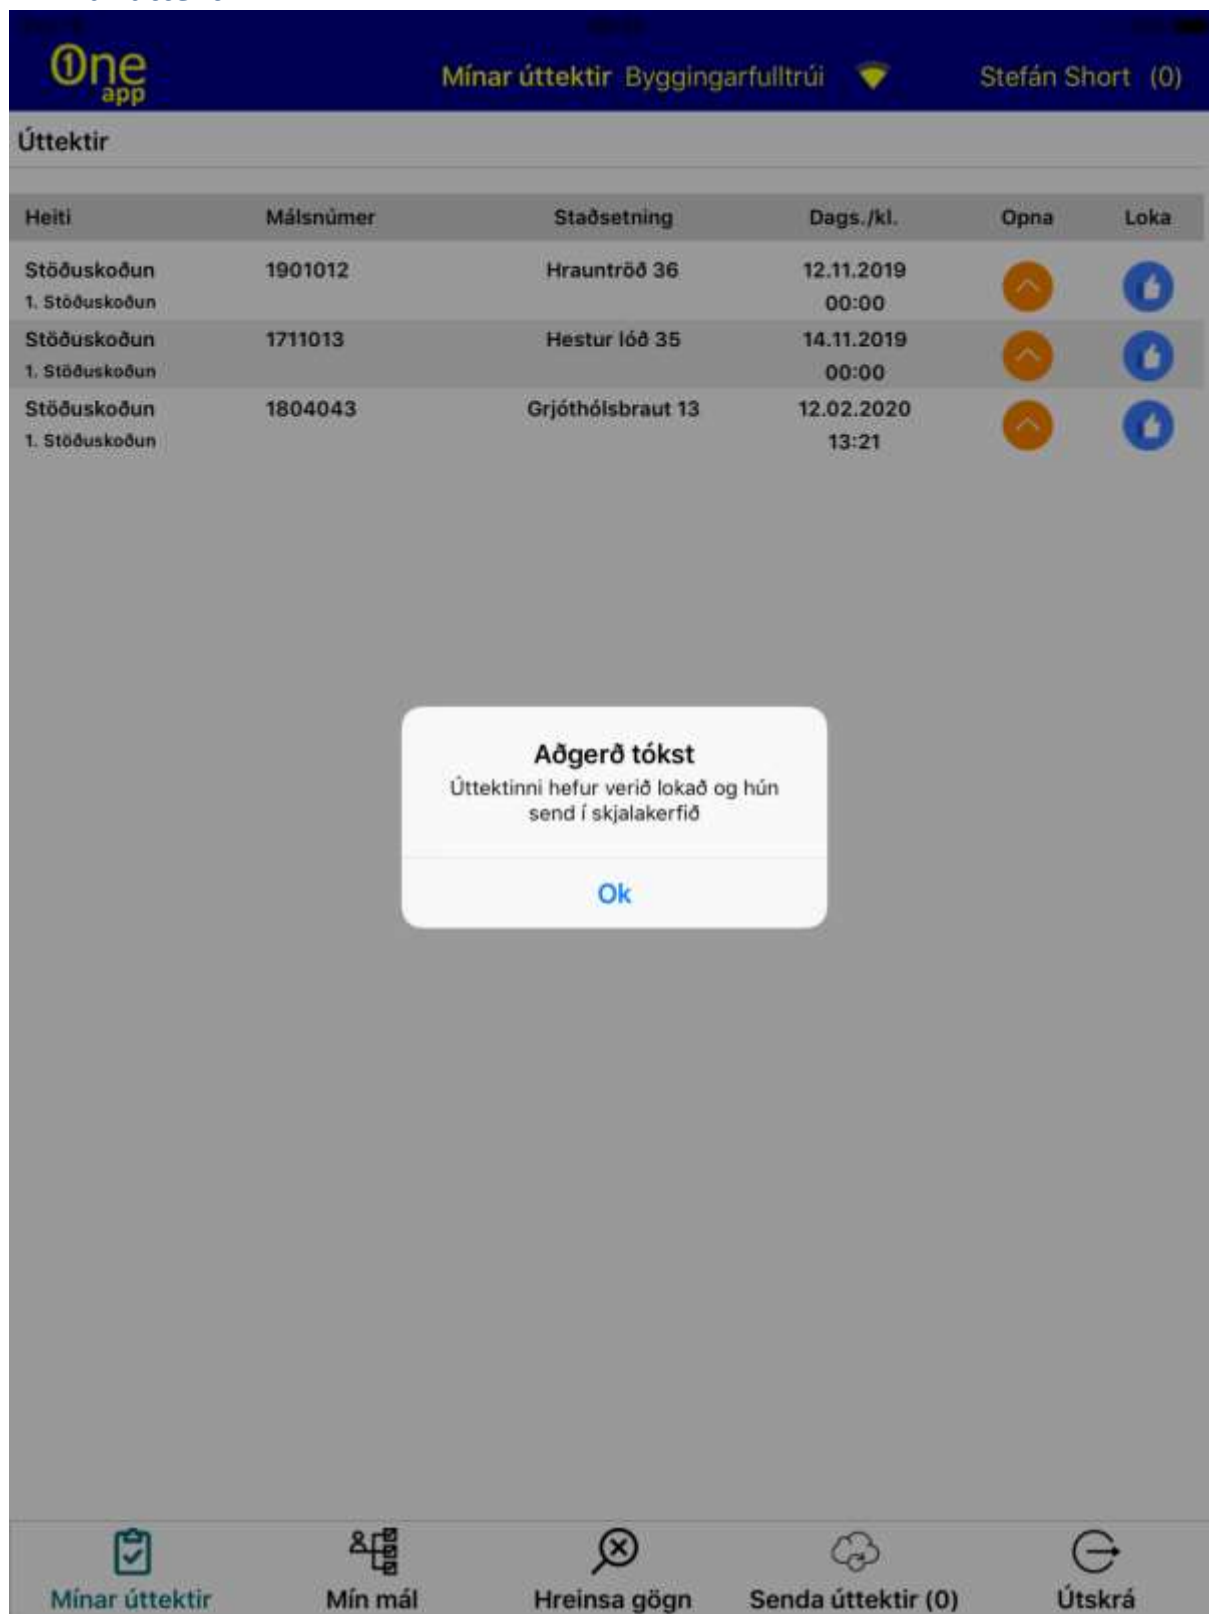 One
app
Mínar úttektir Byggingarfulltrúi
Stefán Short (0)
Úttektir
Heiti Málsnúmer Staðsetning Dags./kl. Opna Loka
Stöðuskoðun 1901012 Hrauntröð 36 12.11.2019
1. Stöðuskoðun 00:00
Stöðuskoðun 1711013 Hestur lóð 35 14.11.2019
1. Stöðuskoðun 00:00
Stöðuskoðun 1804043 Grjóthólsbraut 13 12.02.2020
1. Stöðuskoðun 13:21
Aðgerð tókst
Úttektinni hefur verið lokað og hún
send í skjalakerfið
Ok
Mínar úttektir Mín mál Hreinsa gögn Senda úttektir (0) Útskrá